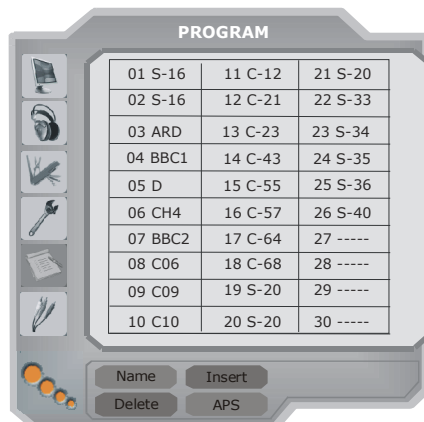 PROGRAM
01 S-16 11 C-12 21 S-20
02 S-16 12 C-21 22 S-33
03 ARD 13 C-23 23 S-34
04 BBC1 14 C-43 24 S-35
05 D 15 C-55 25 S-36
06 CH4 16 C-57 26 S-40
07 BBC2 17 C-64 27 -----
08 C06 18 C-68 28 -----
09 C09 19 S-20 29 -----
10 C10 20 S-20 30 -----
Name Insert
Delete APS